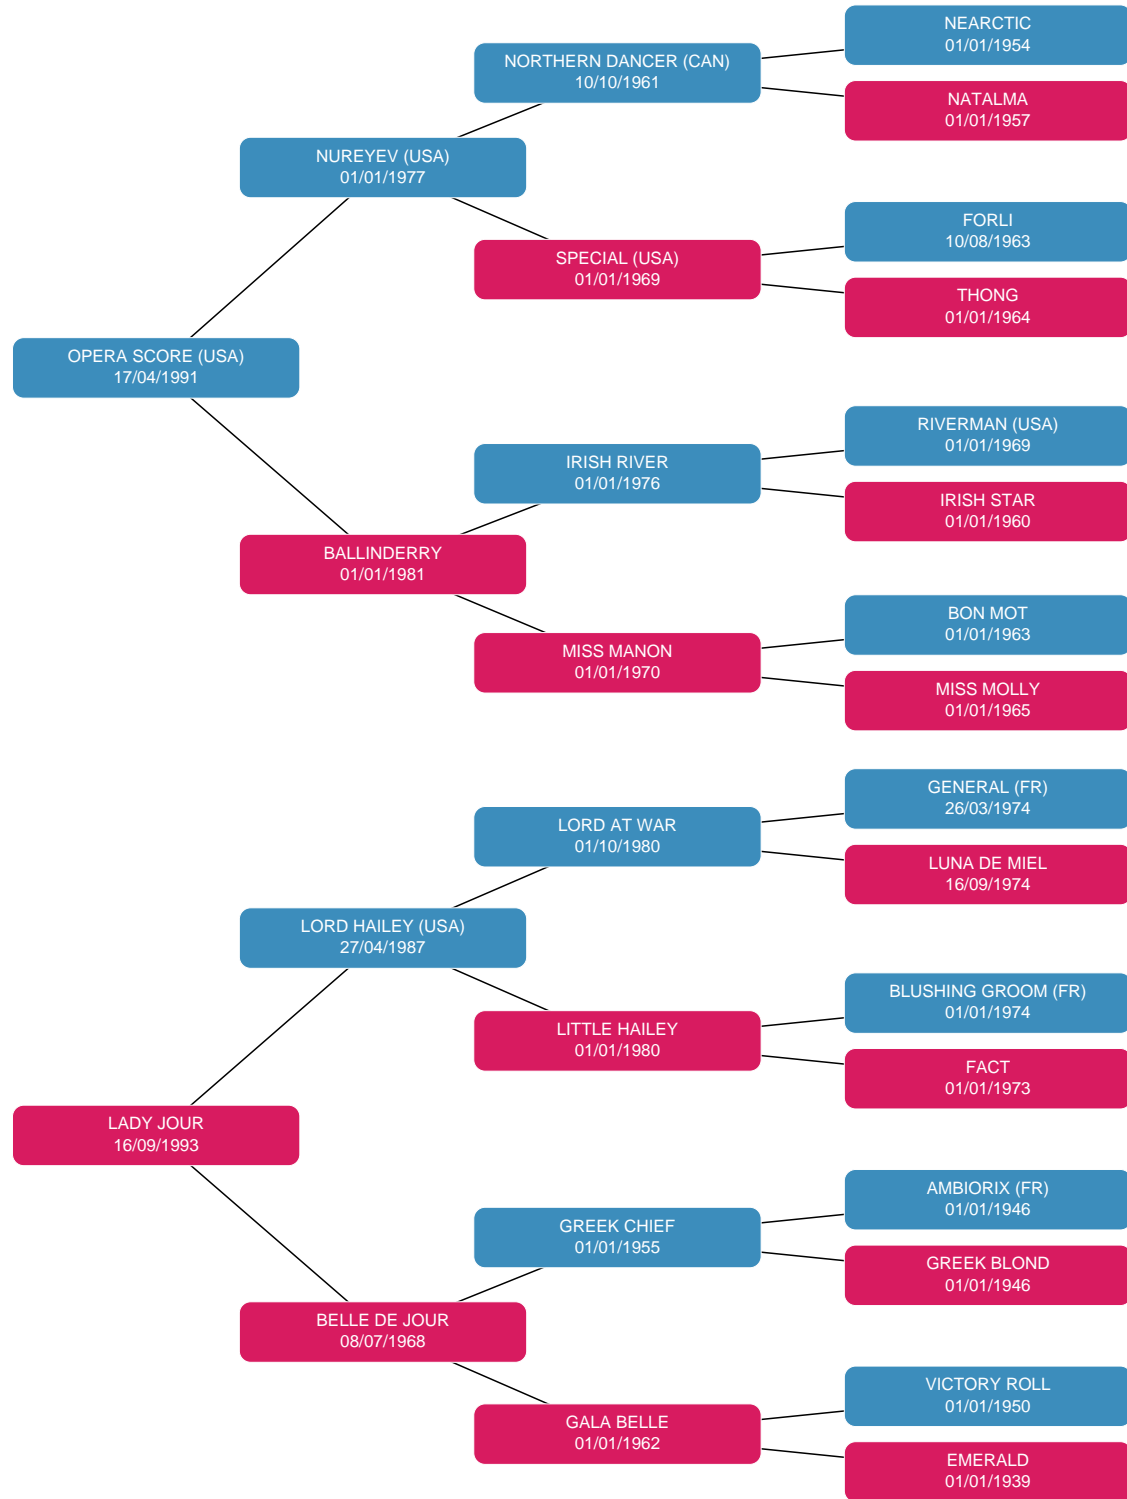 NEARCTIC
01/01/1954
NORTHERN DANCER (CAN)
10/10/1961
NATALMA
01/01/1957
NUREYEV (USA)
01/01/1977
FORLI
10/08/1963
SPECIAL (USA)
01/01/1969
THONG
01/01/1964
OPERA SCORE (USA)
17/04/1991
RIVERMAN (USA)
01/01/1969
IRISH RIVER
01/01/1976
IRISH STAR
01/01/1960
BALLINDERRY
01/01/1981
BON MOT
01/01/1963
MISS MANON
01/01/1970
MISS MOLLY
01/01/1965
GENERAL (FR)
26/03/1974
LORD AT WAR
01/10/1980
LUNA DE MIEL
16/09/1974
LORD HAILEY (USA)
27/04/1987
BLUSHING GROOM (FR)
01/01/1974
LITTLE HAILEY
01/01/1980
FACT
01/01/1973
LADY JOUR
16/09/1993
AMBIORIX (FR)
01/01/1946
GREEK CHIEF
01/01/1955
GREEK BLOND
01/01/1946
BELLE DE JOUR
08/07/1968
VICTORY ROLL
01/01/1950
GALA BELLE
01/01/1962
EMERALD
01/01/1939